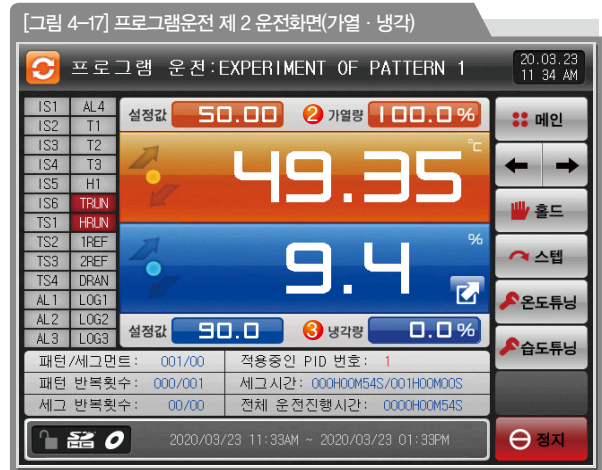 [그림 4-17] 프로그램운전 제 2 운전화면(가열 · 냉각)
프로그램 운전:EXPERIMENT OF PATTERN 1
20.03.23
11 34 AM
IS1 AL4
IS2 T1
IS3 T2
IS4 T3
IS5 H1
IS6 TRUN
TS1 HRUN
TS2 1REF
TS3 2REF
TS4 DRAN
AL1 LOG1
AL2 LOG2
AL3 LOG3
설정값 50.00 2 가열량 100.0 %
49.35 ℃
9.4 %
설정값 90.0 3 냉각량 0.0 %
메인
홀드
스텝
온도튜닝
습도튜닝
정지
패턴/세그먼트: 001/00 적용중인 PID 번호: 1
패턴 반복횟수: 000/001 세그시간: 000H00M54S/001H00M00S
세그 반복횟수: 00/00 전체 운전진행시간: 0000H00M54S
2020/03/23 11:33AM ~ 2020/03/23 01:33PM